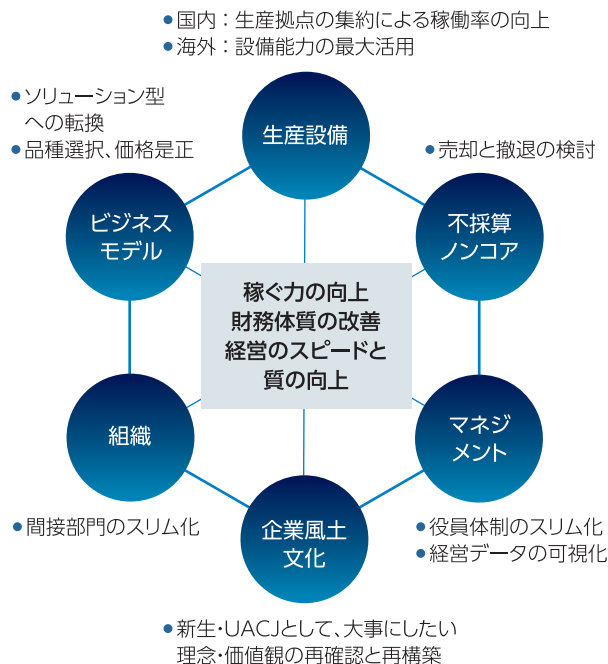 ●国内：生産拠点の集約による稼働率の向上
●海外：設備能力の最大活用
生産設備
●ソリューション型
への転換
●品種選択、価格是正
ビジネス
モデル
●売却と撤退の検討
不採算
ノンコア
稼ぐ力の向上
財務体質の改善
経営のスピードと
質の向上
組織
●間接部門のスリム化
マネジ
メント
●役員体制のスリム化
●経営データの可視化
企業風土
文化
●新生・UACJとして、大事にしたい
理念・価値観の再確認と再構築